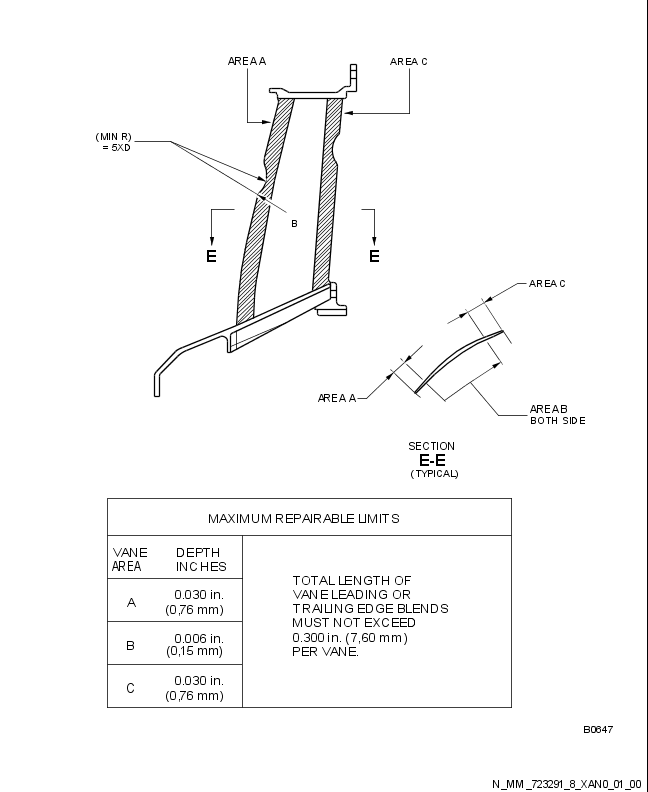 AREA A
AREA C
(MIN R)
= 5XD
B
E
E
AREA C
AREA A
AREA B
BOTH SIDE
SECTION
E-E
(TYPICAL)
MAXIMUM REPAIRABLE LIMITS
VANE AREA
DEPTH INCHES
A
0.030 in.
(0,76 mm)
B
0.006 in.
(0,15 mm)
C
0.030 in.
(0,76 mm)
TOTAL LENGTH OF
VANE LEADING OR
TRAILING EDGE BLENDS
MUST NOT EXCEED
0.300 in. (7,60 mm)
PER VANE.
B0647
N_MM_723291_8_XAN0_01_00